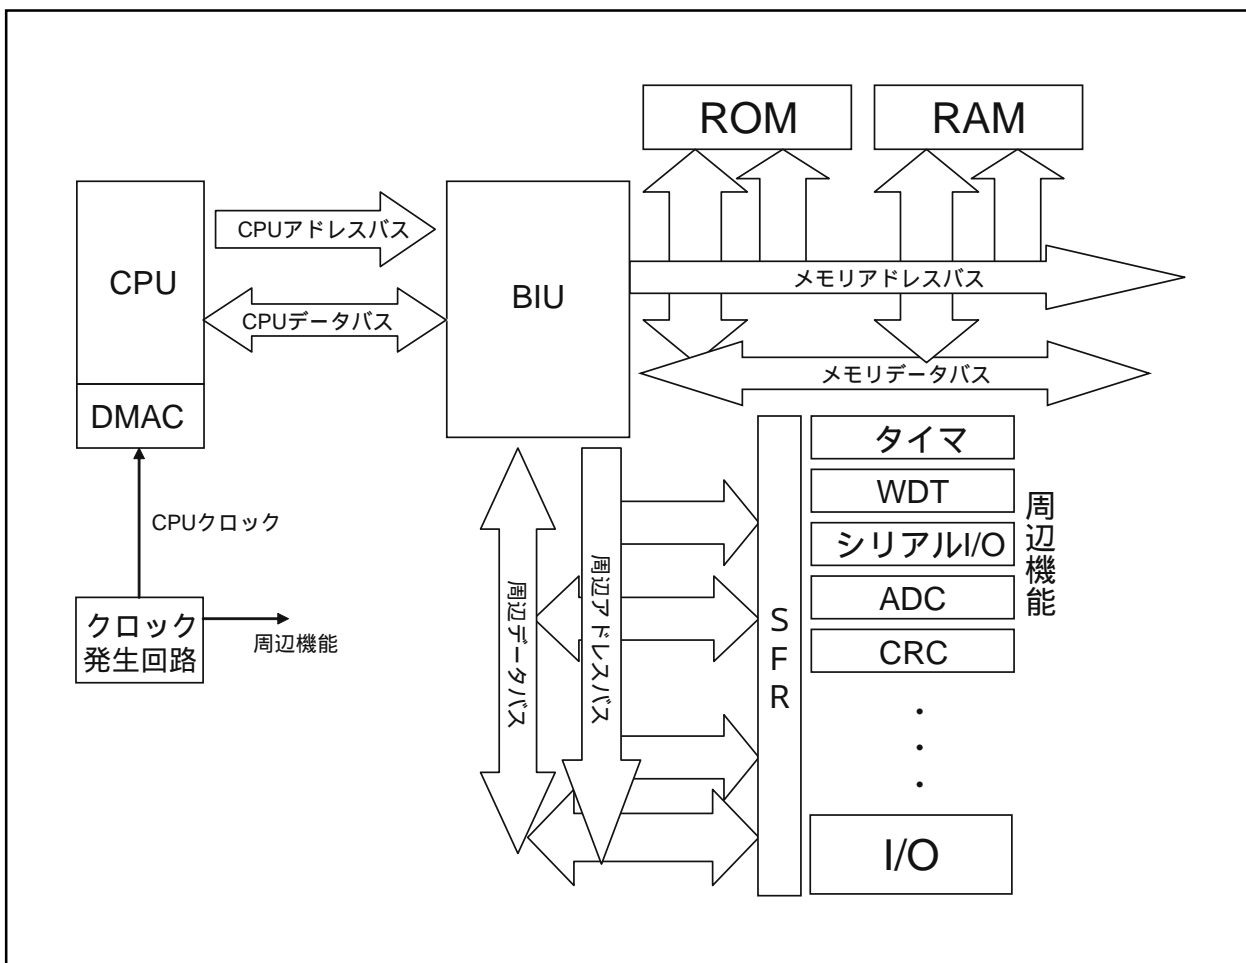 ROM
RAM
CPU
CPUアドレスバス
CPUデータバス
BIU
メモリアドレスバス
メモリデータバス
DMAC
CPUクロック
クロック
発生回路
周辺機能
周辺データバス
周辺アドレスバス
SFR
タイマ
WDT
シリアルI/O
ADC
CRC
・
・
・
I/O
周辺機能